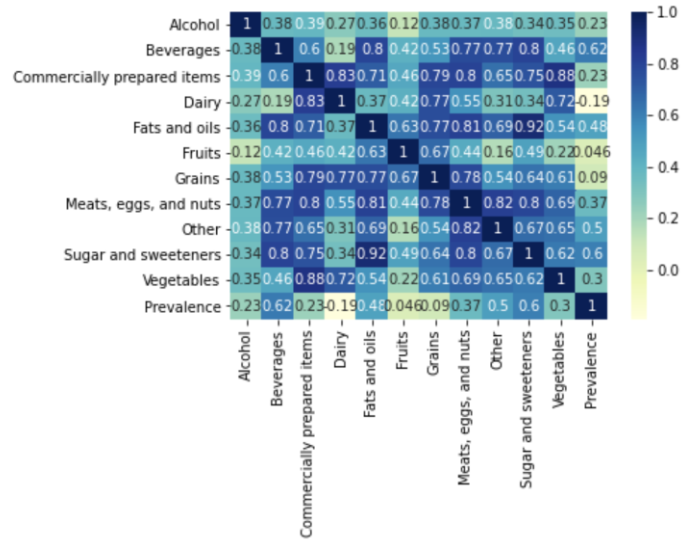 1.0
Alcohol 1 0.38 0.39 0.27 0.36 0.12 0.38 0.37 0.38 0.34 0.35 0.23
Beverages 0.38 1 0.6 0.19 0.8 0.42 0.53 0.77 0.77 0.8 0.46 0.62
0.8
Commercially prepared items 0.39 0.6 1 0.83 0.71 0.46 0.79 0.8 0.65 0.75 0.88 0.23
Dairy 0.27 0.19 0.83 1 0.37 0.42 0.77 0.55 0.31 0.34 0.72 -0.19
0.6
Fats and oils 0.36 0.8 0.71 0.37 1 0.63 0.77 0.81 0.69 0.92 0.54 0.48
Fruits 0.12 0.42 0.46 0.42 0.63 1 0.67 0.44 0.16 0.49 0.22 0.046
0.4
Grains 0.38 0.53 0.79 0.77 0.77 0.67 1 0.78 0.54 0.64 0.61 0.09
Meats, eggs, and nuts 0.37 0.77 0.8 0.55 0.81 0.44 0.78 1 0.82 0.8 0.69 0.37
0.2
Other 0.38 0.77 0.65 0.31 0.69 0.16 0.54 0.82 1 0.67 0.65 0.5
Sugar and sweeteners 0.34 0.8 0.75 0.34 0.92 0.49 0.64 0.8 0.67 1 0.62 0.6
0.0
Vegetables 0.35 0.46 0.88 0.72 0.54 0.22 0.61 0.69 0.65 0.62 1 0.3
Prevalence 0.23 0.62 0.23 -0.19 0.48 0.046 0.09 0.37 0.5 0.6 0.3 1
Alcohol
Beverages
Commercially prepared items
Dairy
Fats and oils
Fruits
Grains
Meats, eggs, and nuts
Other
Sugar and sweeteners
Vegetables
Prevalence